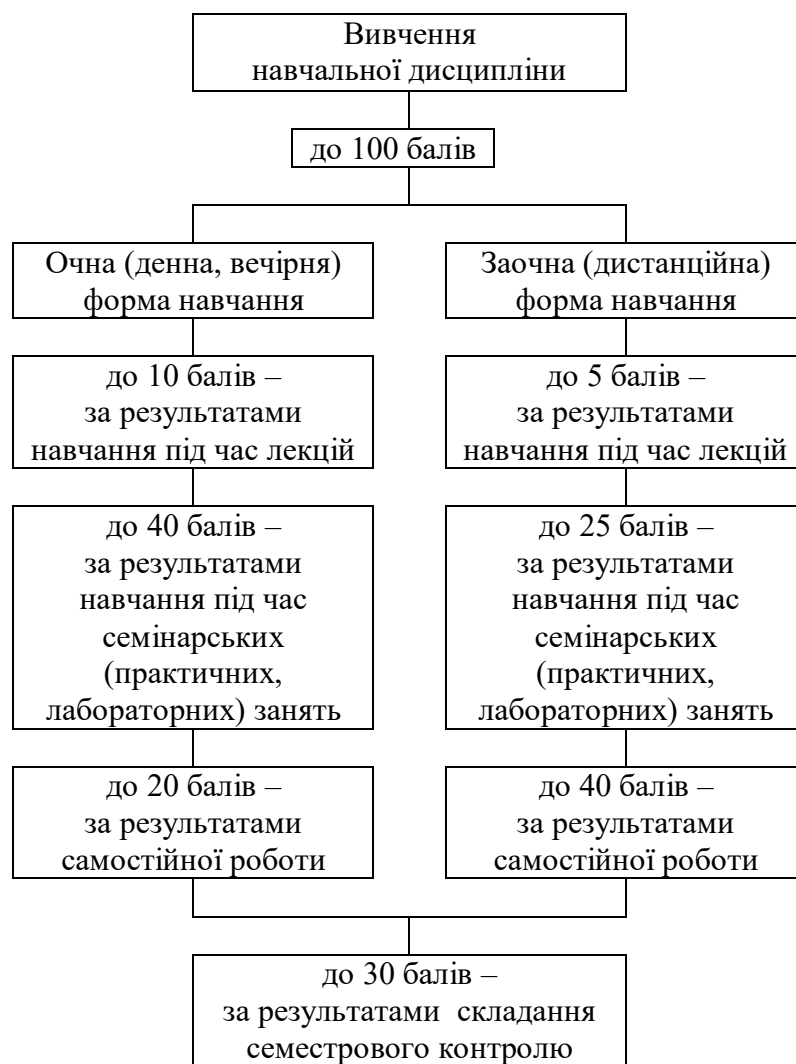 Вивчення
навчальної дисципліни
до 100 балів
Очна (денна, вечірня)
форма навчання
Заочна (дистанційна)
форма навчання
до 10 балів –
за результатами
навчання під час лекцій
до 5 балів –
за результатами
навчання під час лекцій
до 40 балів –
за результатами
навчання під час
семінарських
(практичних,
лабораторних) занять
до 25 балів –
за результатами
навчання під час
семінарських
(практичних,
лабораторних) занять
до 20 балів –
за результатами
самостійної роботи
до 40 балів –
за результатами
самостійної роботи
до 30 балів –
за результатами складання
семестрового контролю